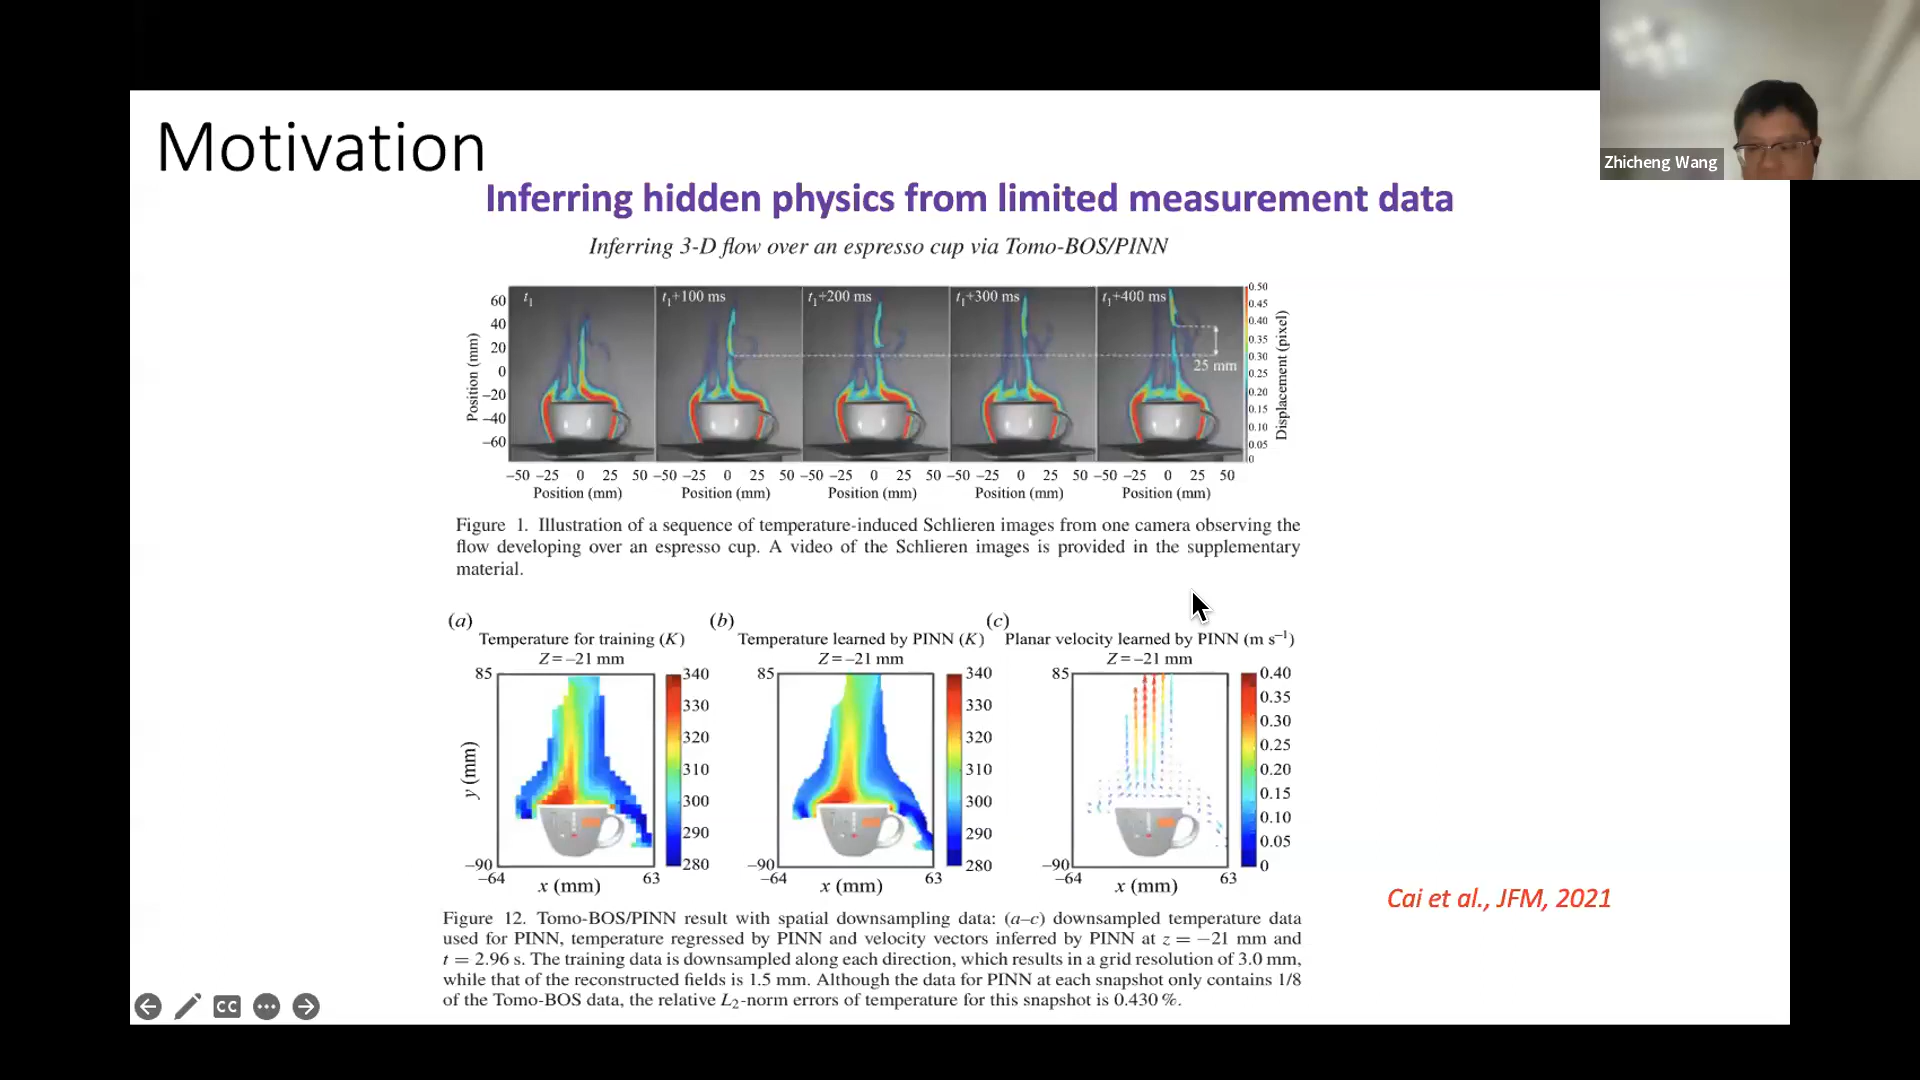 Motivation
Zhicheng Wang
Inferring hidden physics from limited measurement data
Inferring 3-D flow over an espresso cup via Tomo-BOS/PINN
t1
t1+100 ms
t1+200 ms
t1+300 ms
t1+400 ms
25 mm
Position (mm)
60
40
20
0
−20
−40
−60
0.50
0.45
0.40
0.35
0.30
0.25
0.20
0.15
0.10
0.05
0
Displacement (pixel)
−50 −25 0 25 50 −50 −25 0 25 50 −50 −25 0 25 50 −50 −25 0 25 50 −50 −25 0 25 50
Position (mm) Position (mm) Position (mm) Position (mm) Position (mm)
Figure 1. Illustration of a sequence of temperature-induced Schlieren images from one camera observing the
flow developing over an espresso cup. A video of the Schlieren images is provided in the supplementary
material.
(a)
Temperature for training (K)
Z = −21 mm
85
y (mm)
−90
−64
x (mm)
63
340
330
320
310
300
290
280
(b)
Temperature learned by PINN (K)
Z = −21 mm
85
−90
−64
x (mm)
63
340
330
320
310
300
290
280
(c)
Planar velocity learned by PINN (m s−1)
Z = −21 mm
85
−90
−64
x (mm)
63
0.40
0.35
0.30
0.25
0.20
0.15
0.10
0.05
0
Cai et al., JFM, 2021
Figure 12. Tomo-BOS/PINN result with spatial downsampling data: (a–c) downsampled temperature data
used for PINN, temperature regressed by PINN and velocity vectors inferred by PINN at z = −21 mm and
t = 2.96 s. The training data is downsampled along each direction, which results in a grid resolution of 3.0 mm,
while that of the reconstructed fields is 1.5 mm. Although the data for PINN at each snapshot only contains 1/8
of the Tomo-BOS data, the relative L2-norm errors of temperature for this snapshot is 0.430 %.
CC